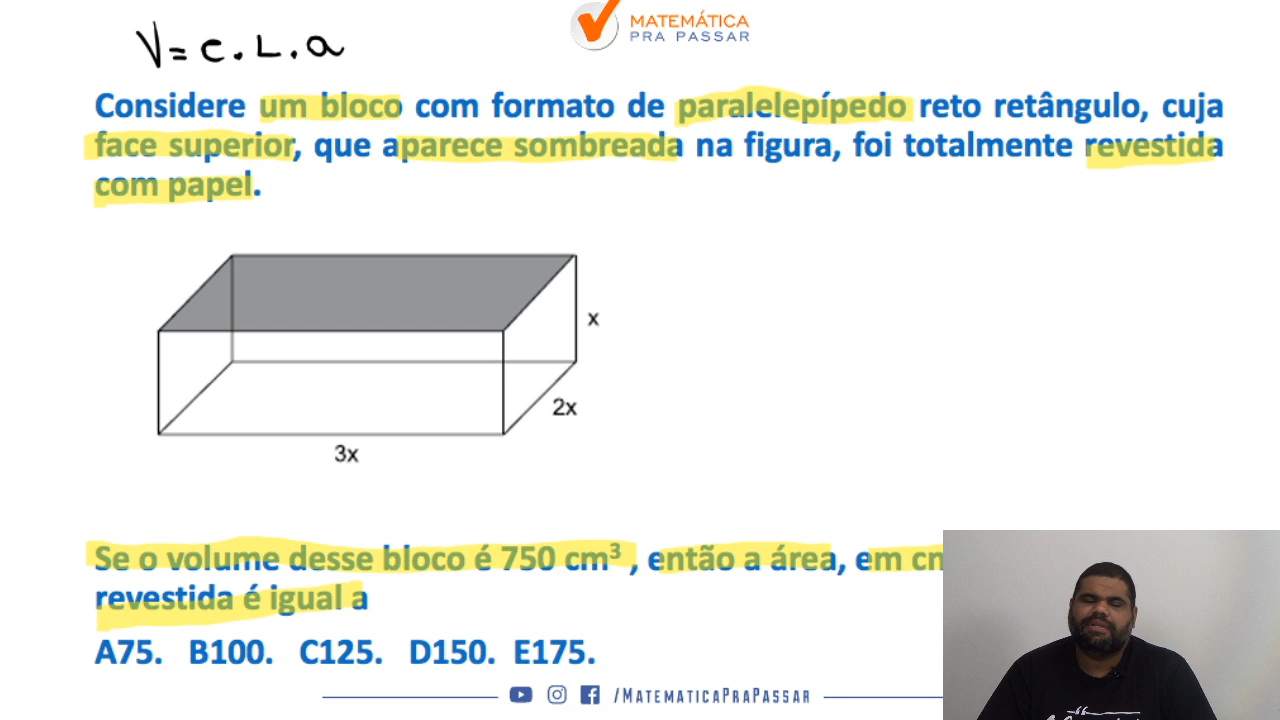 V = c . L . a
MATEMÁTICA
PRA PASSAR
Considere um bloco com formato de paralelepípedo reto retângulo, cuja
face superior, que aparece sombreada na figura, foi totalmente revestida
com papel.
x
2x
3x
Se o volume desse bloco é 750 cm³ , então a área, em
revestida é igual a
A75. B100. C125. D150. E175.
/MATEMATICAPRAPASSAR